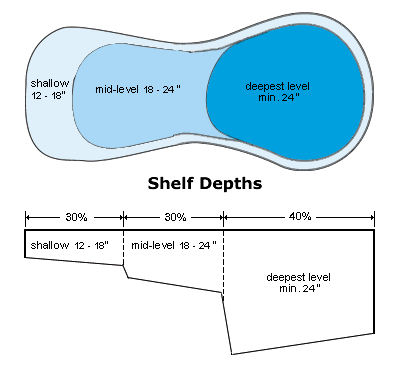 shallow
12 - 18"
mid-level 18 - 24"
deepest level
min. 24"
Shelf Depths
30% 30% 40%
shallow 12 - 18" mid-level 18 - 24"
deepest level
min. 24"